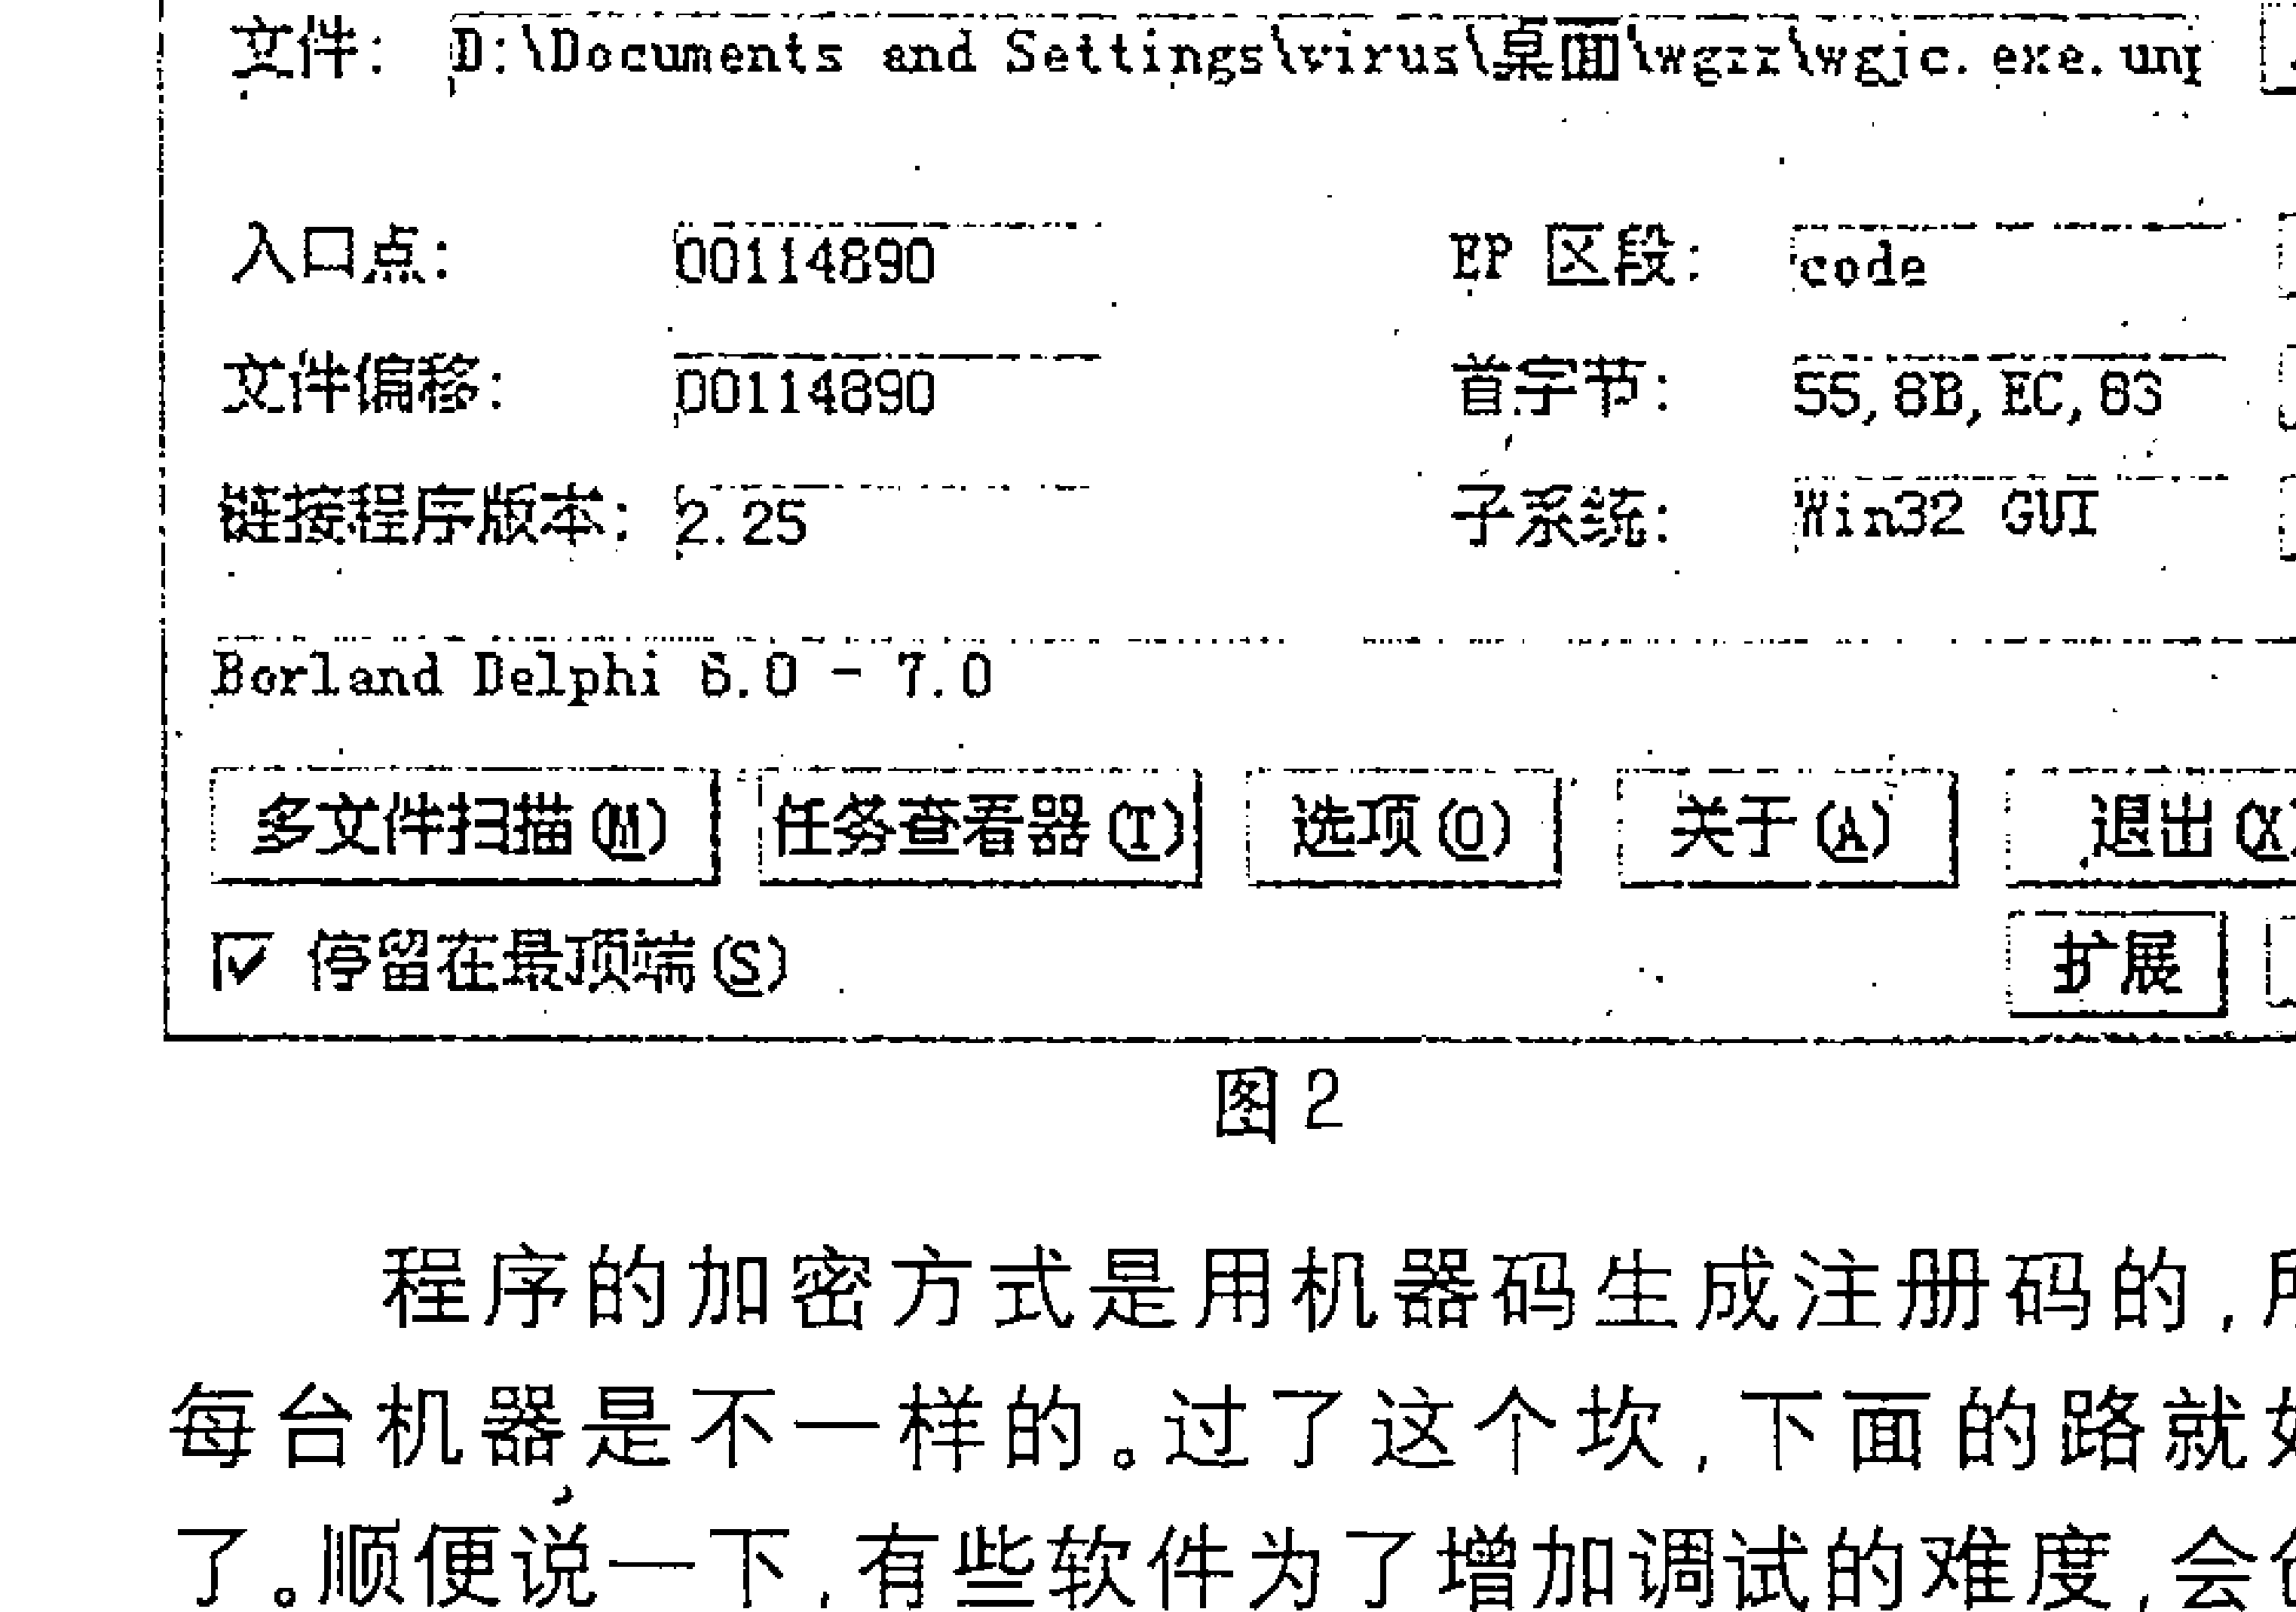 文件: D:\Documents and Settings\virus\桌面\wgzz\wgjc.exe.unp
入口点: 00114890 EP 区段: code
文件偏移: 00114890 首字节: 55,8B,EC,83
链接程序版本: 2.25 子系统: Win32 GUI
Borland Delphi 6.0 - 7.0
多文件扫描(M) 任务查看器(T) 选项(O) 关于(A) 退出(X
停留在最顶端(S) 扩展
图2
程序的加密方式是用机器码生成注册码的,
每台机器是不一样的。过了这个坎,下面的路就
了。顺便说一下,有些软件为了增加调试的难度,会